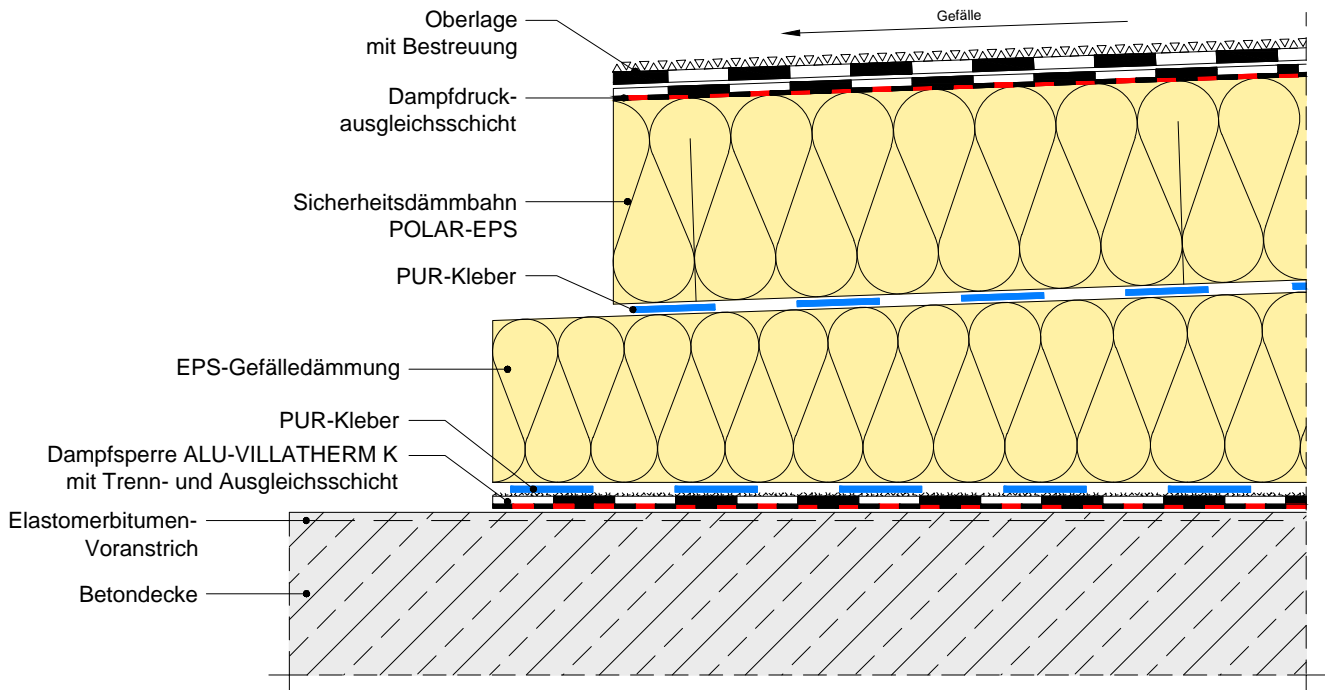 Gefälle
Oberlage
mit Bestreuung
Dampfdruck-
ausgleichsschicht
Sicherheitsdämmbahn
POLAR-EPS
PUR-Kleber
EPS-Gefälledämmung
PUR-Kleber
Dampfsperre ALU-VILLATHERM K
mit Trenn- und Ausgleichsschicht
Elastomerbitumen-
Voranstrich
Betondecke